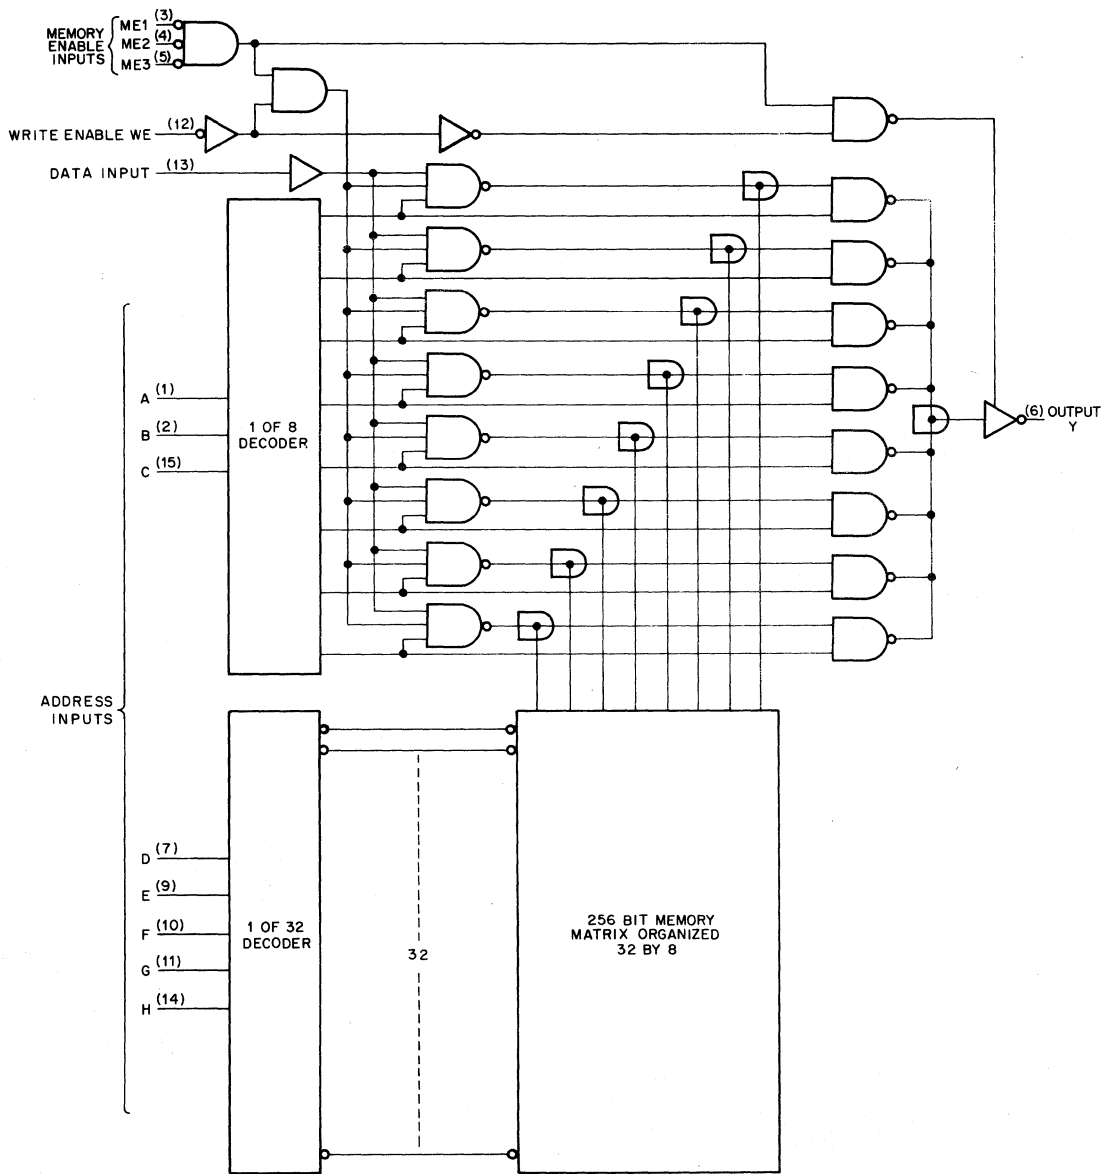 MEMORY
ENABLE
INPUTS
ME1 (3)
ME2 (4)
ME3 (5)
WRITE ENABLE WE (12)
DATA INPUT (13)
A (1)
B (2)
C (15)
1 OF 8
DECODER
(6) OUTPUT
Y
ADDRESS
INPUTS
D (7)
E (9)
F (10)
G (11)
H (14)
1 OF 32
DECODER
32
256 BIT MEMORY
MATRIX ORGANIZED
32 BY 8